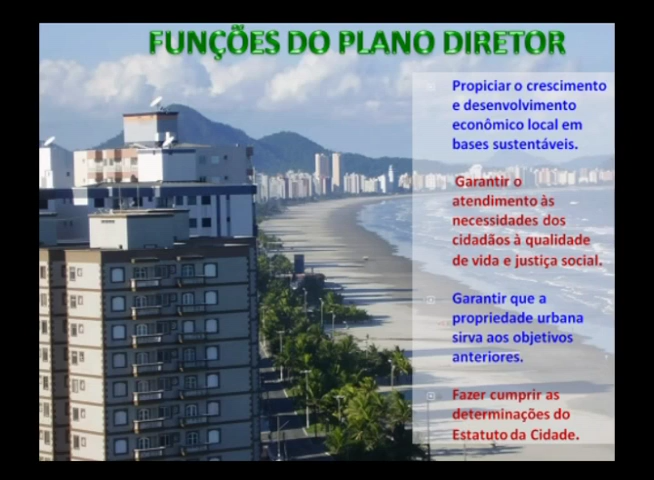 FUNÇÕES DO PLANO DIRETOR
Propiciar o crescimento
e desenvolvimento
econômico local em
bases sustentáveis.
Garantir o
atendimento às
necessidades dos
cidadãos à qualidade
de vida e justiça social.
Garantir que a
propriedade urbana
sirva aos objetivos
anteriores.
Fazer cumprir as
determinações do
Estatuto da Cidade.